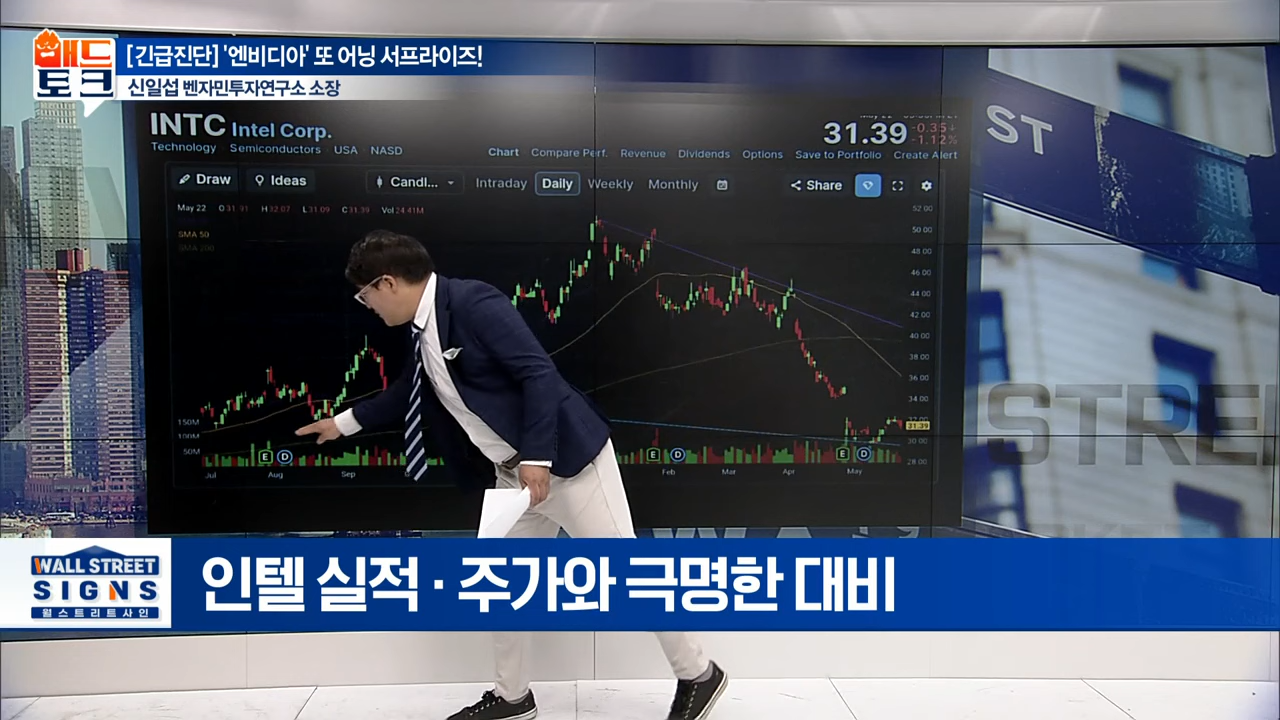 매드
토크
[긴급진단] '엔비디아' 또 어닝 서프라이즈!
신일섭 벤자민투자연구소 소장
INTC Intel Corp.
Technology Semiconductors USA NASD
31.39 -0.35
-1.12%
Chart Compare Perf. Revenue Dividends Options Save to Portfolio Create Alert
Draw Ideas Candl... Intraday Daily Weekly Monthly Share
May 22 O31.91 H32.07 L31.09 C31.39 Vol24.41M
SMA 50
SMA 200
52.00
50.00
48.00
46.00
44.00
42.00
40.00
38.00
36.00
34.00
32.00
31.39
30.00
28.00
150M
100M
50M
E D E D E D
Jul Aug Sep Feb Mar Apr May
ST
STREE
WALL STREET
SIGNS
월스트리트사인
인텔 실적·주가와 극명한 대비